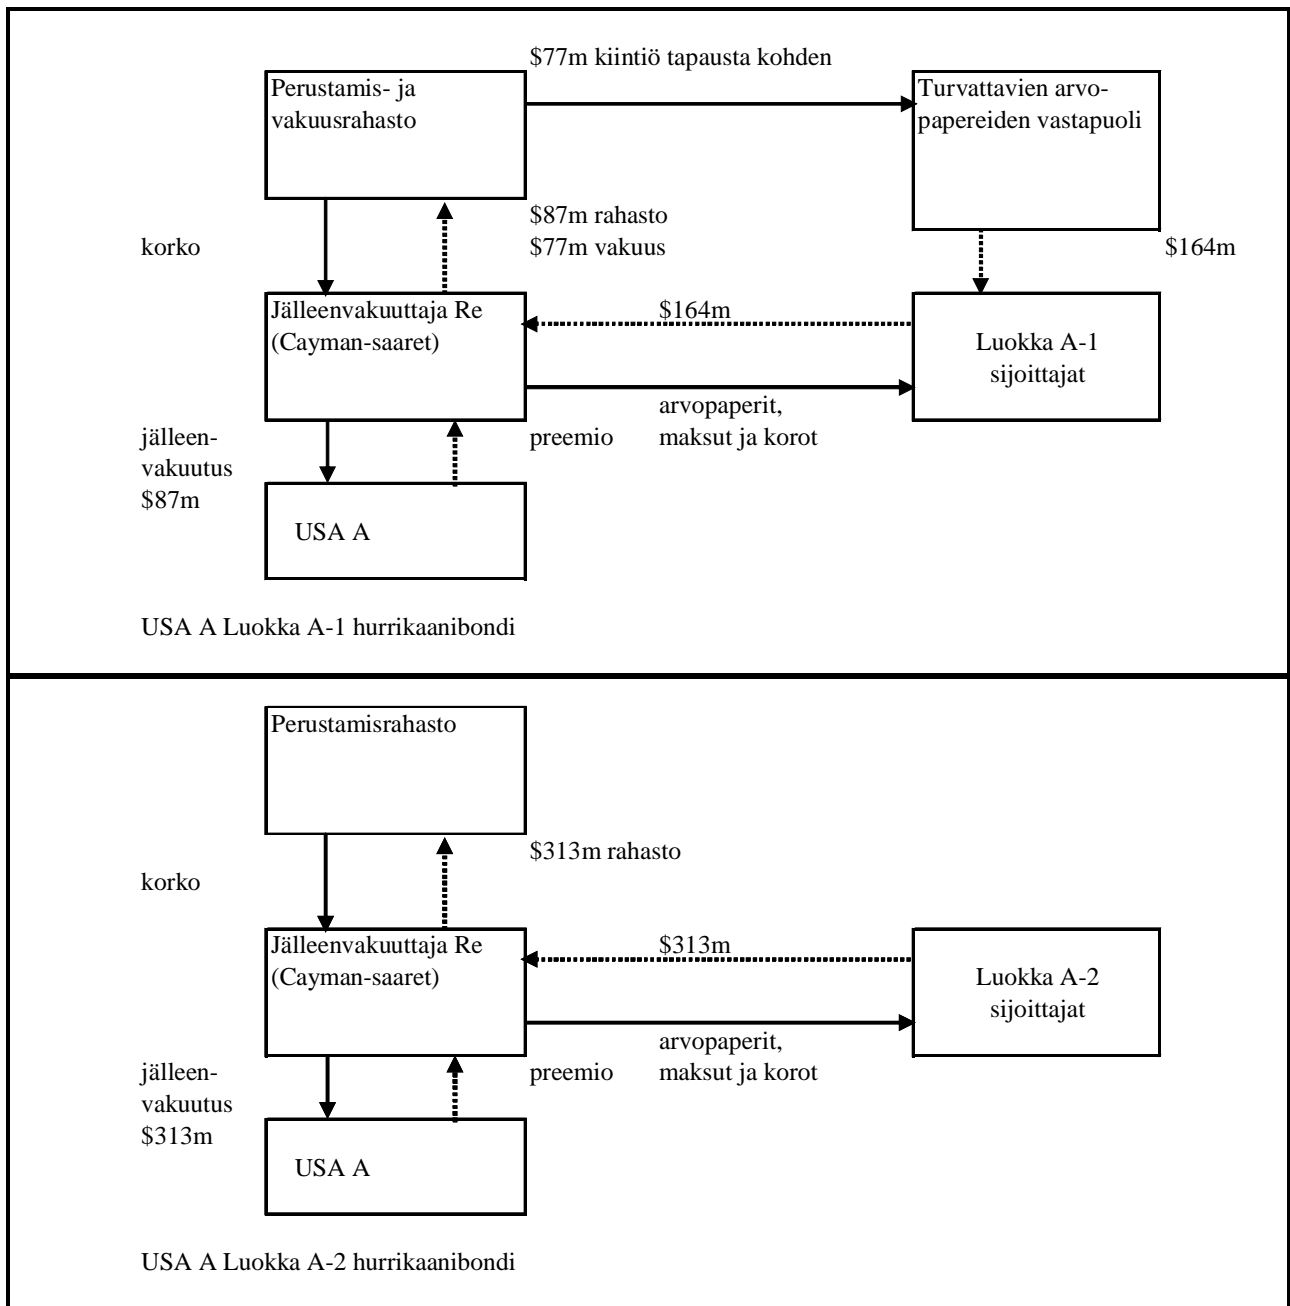 $77m kiintiö tapausta kohden
Perustamis- ja
vakuusrahasto
Turvattavien arvo-
papereiden vastapuoli
$87m rahasto
$77m vakuus
korko
$164m
Jälleenvakuuttaja Re
(Cayman-saaret)
$164m
Luokka A-1
sijoittajat
arvopaperit,
maksut ja korot
preemio
jälleen-
vakuutus
$87m
USA A
USA A Luokka A-1 hurrikaanibondi
Perustamisrahasto
$313m rahasto
korko
Jälleenvakuuttaja Re
(Cayman-saaret)
$313m
Luokka A-2
sijoittajat
arvopaperit,
maksut ja korot
preemio
jälleen-
vakuutus
$313m
USA A
USA A Luokka A-2 hurrikaanibondi